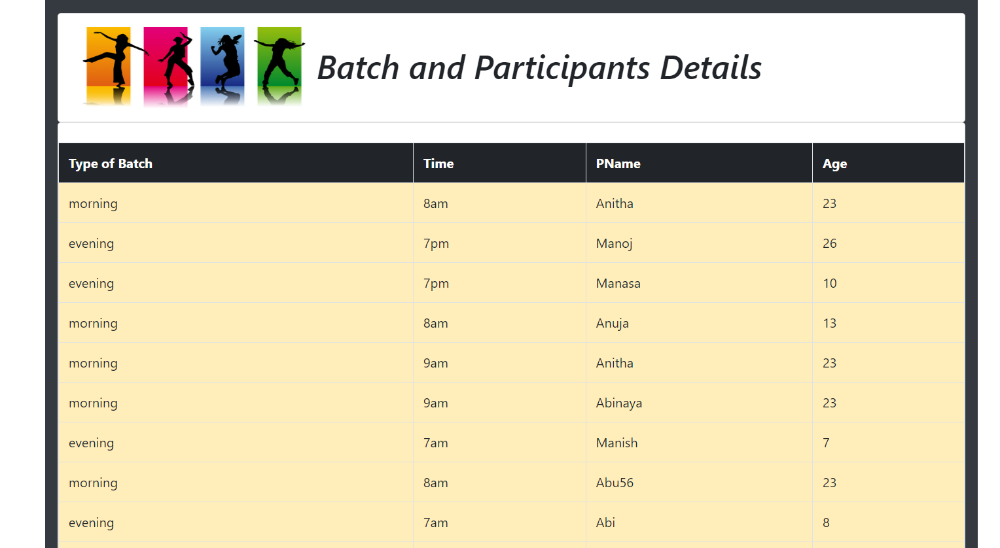 Batch and Participants Details
Type of Batch Time PName Age
morning 8am Anitha 23
evening 7pm Manoj 26
evening 7pm Manasa 10
morning 8am Anuja 13
morning 9am Anitha 23
morning 9am Abinaya 23
evening 7am Manish 7
morning 8am Abu56 23
evening 7am Abi 8